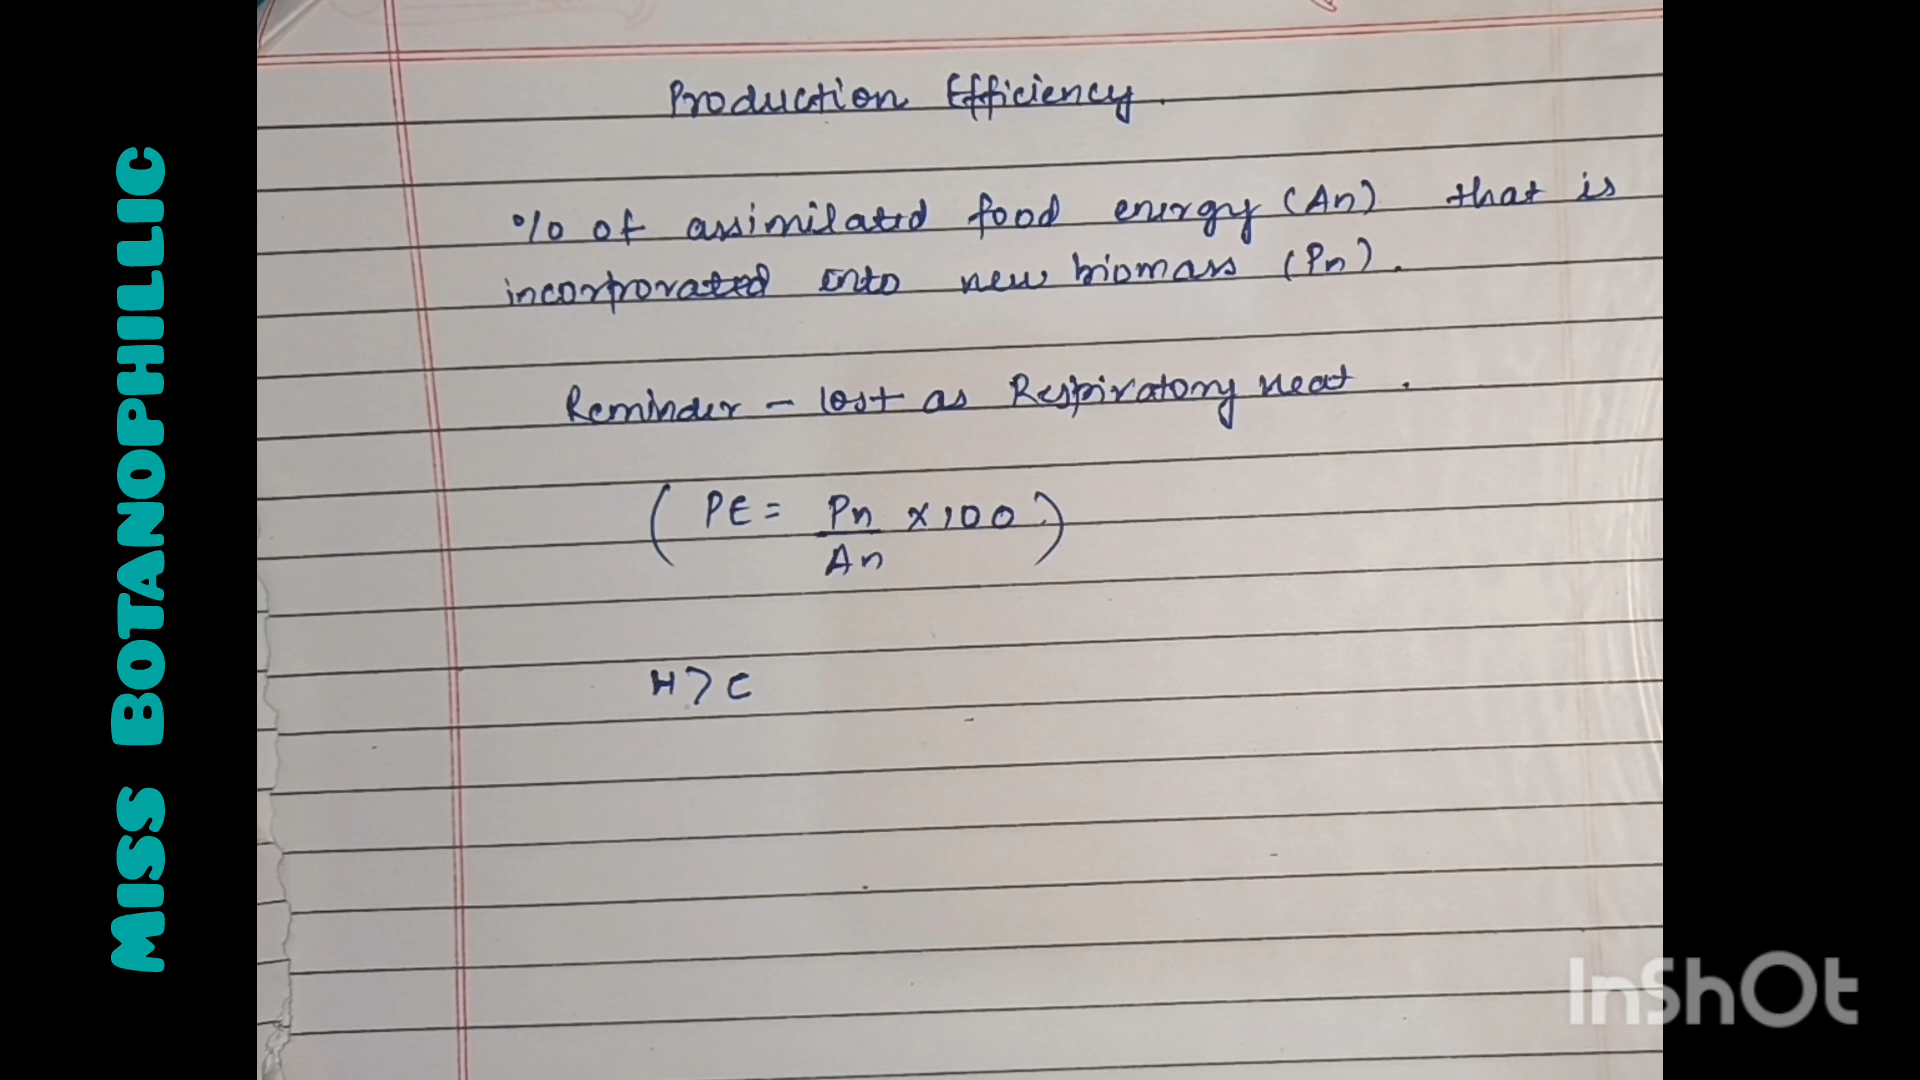 MISS BOTANOPHILLIC
Production Efficiency.
% of assimilated food energy (An) that is
incorporated into new biomass (Pn).
Reminder - lost as Respiratory heat.
( PE = Pn/An × 100 )
H > C
InShOt